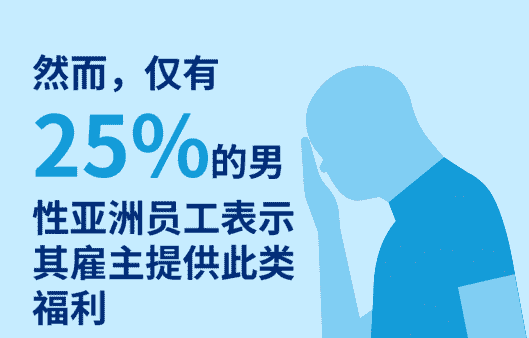 然而，仅有
25%的男
性亚洲员工表示
其雇主提供此类
福利